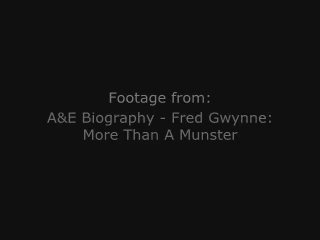 Footage from:
A&E Biography - Fred Gwynne:
More Than A Munster